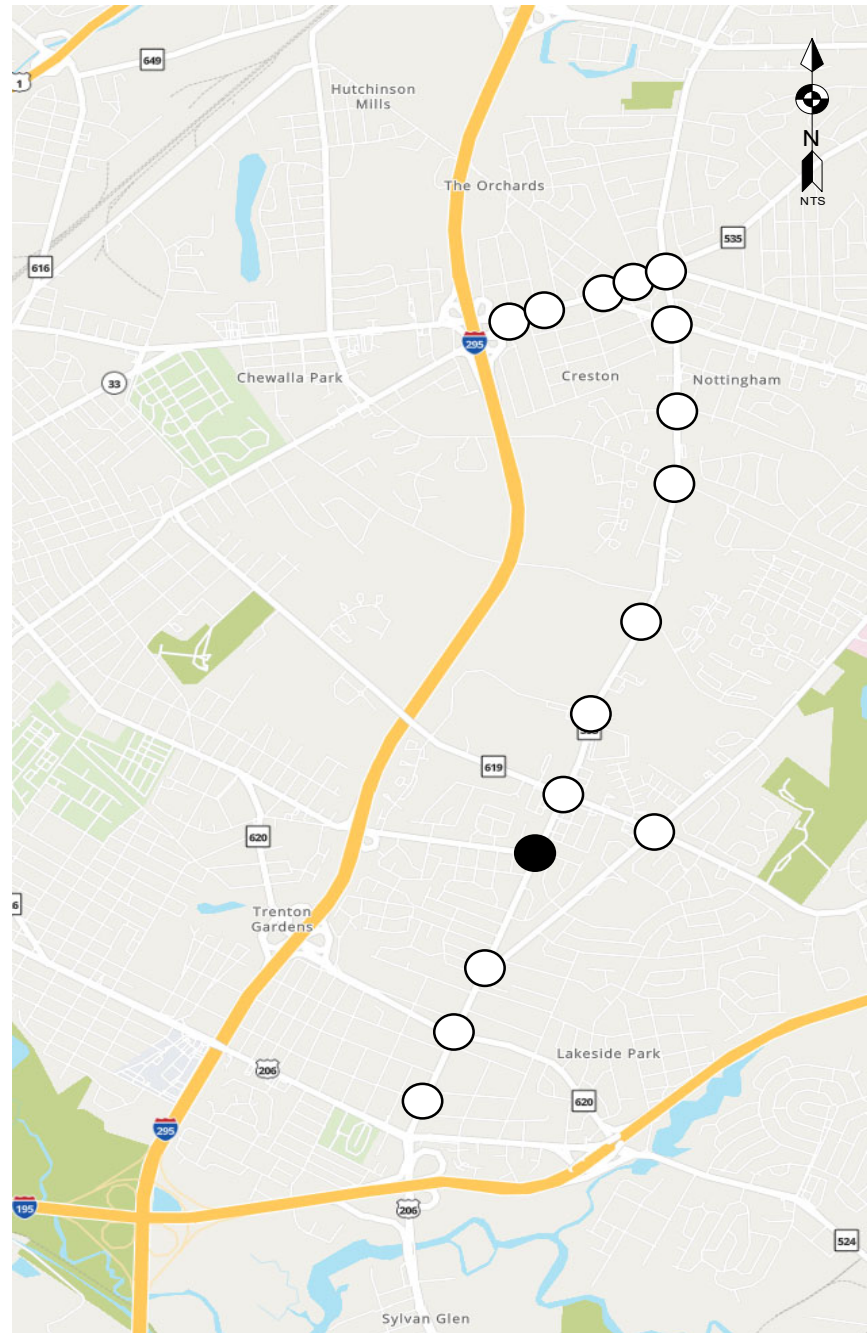 649
1
Hutchinson
Mills
The Orchards
N
NTS
535
616
295
33
Chewalla Park
Creston
Nottingham
619
620
Trenton
Gardens
6
206
Lakeside Park
620
295
195
206
524
Sylvan Glen